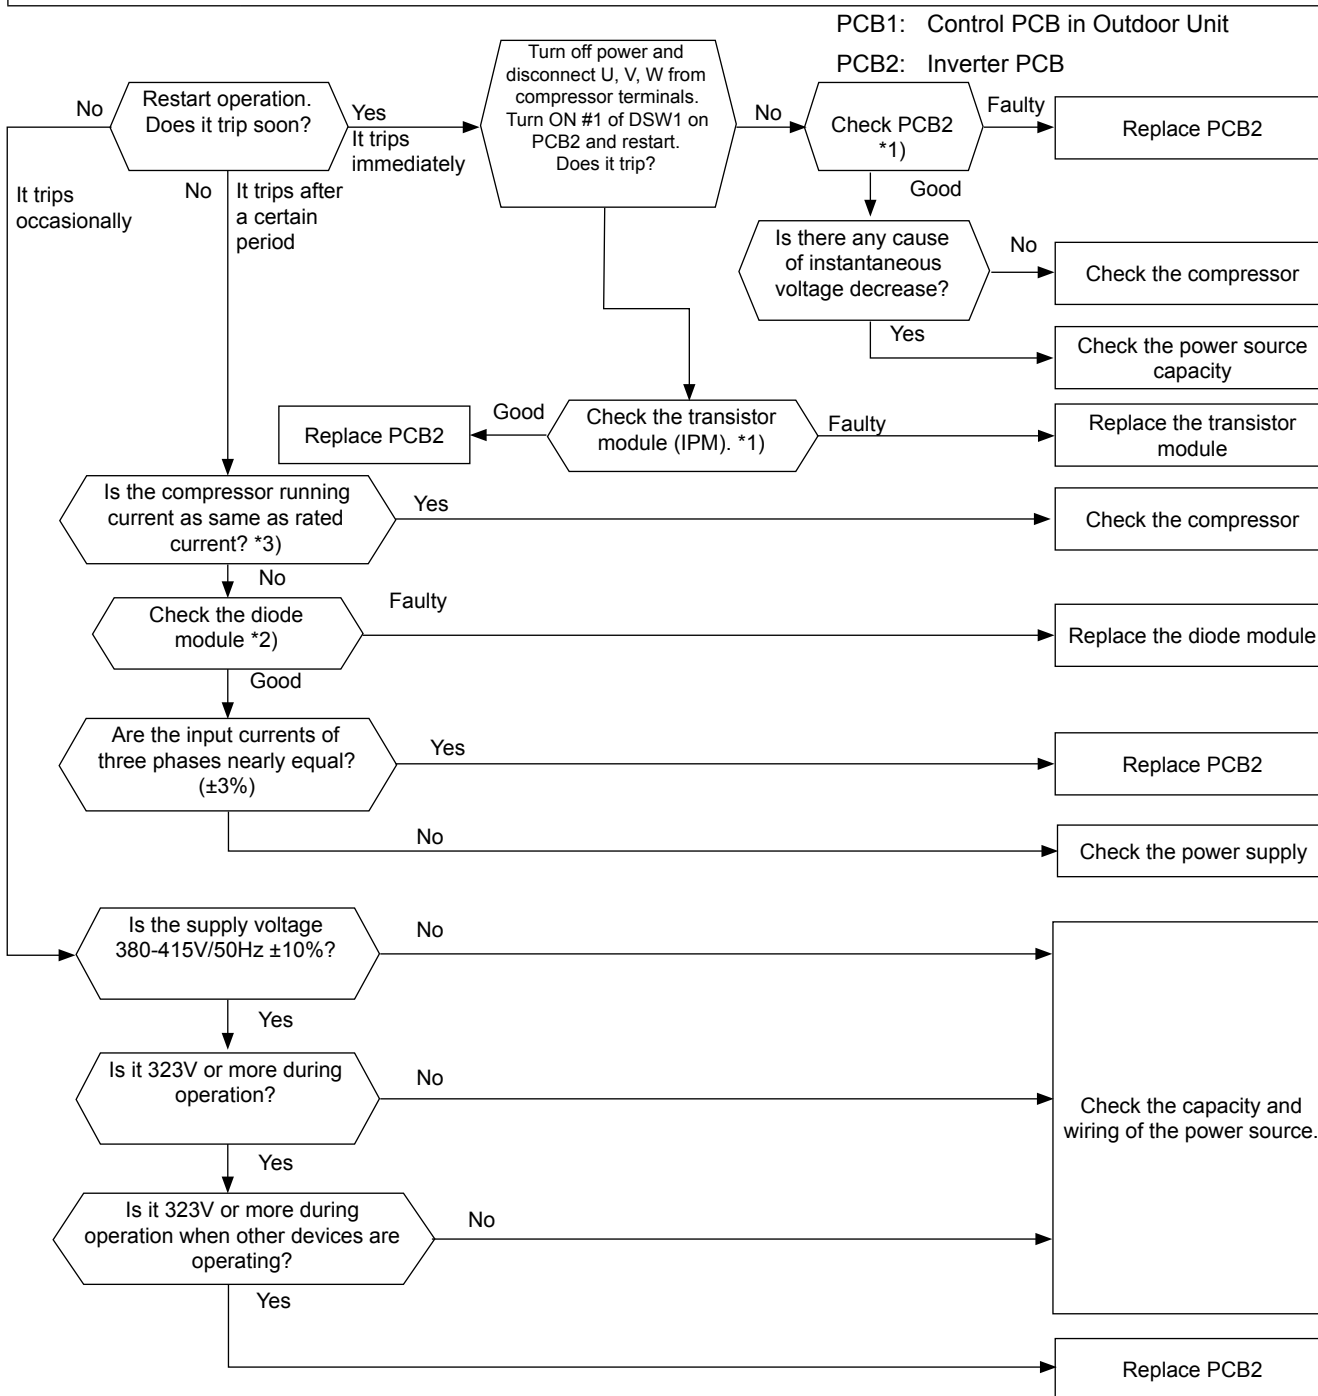 PCB1: Control PCB in Outdoor Unit
PCB2: Inverter PCB
No
Restart operation.
Does it trip soon?
Yes
It trips
immediately
Turn off power and
disconnect U, V, W from
compressor terminals.
Turn ON #1 of DSW1 on
PCB2 and restart.
Does it trip?
No
Check PCB2
*1)
Faulty
Replace PCB2
It trips
occasionally
No
It trips after
a certain
period
Good
Is there any cause
of instantaneous
voltage decrease?
No
Check the compressor
Yes
Check the power source
capacity
Replace PCB2
Good
Check the transistor
module (IPM). *1)
Faulty
Replace the transistor
module
Is the compressor running
current as same as rated
current? *3)
Yes
Check the compressor
No
Check the diode
module *2)
Faulty
Replace the diode module
Good
Are the input currents of
three phases nearly equal?
(±3%)
Yes
Replace PCB2
No
Check the power supply
Is the supply voltage
380-415V/50Hz ±10%?
No
Yes
Is it 323V or more during
operation?
No
Check the capacity and
wiring of the power source.
Yes
Is it 323V or more during
operation when other devices are
operating?
No
Yes
Replace PCB2